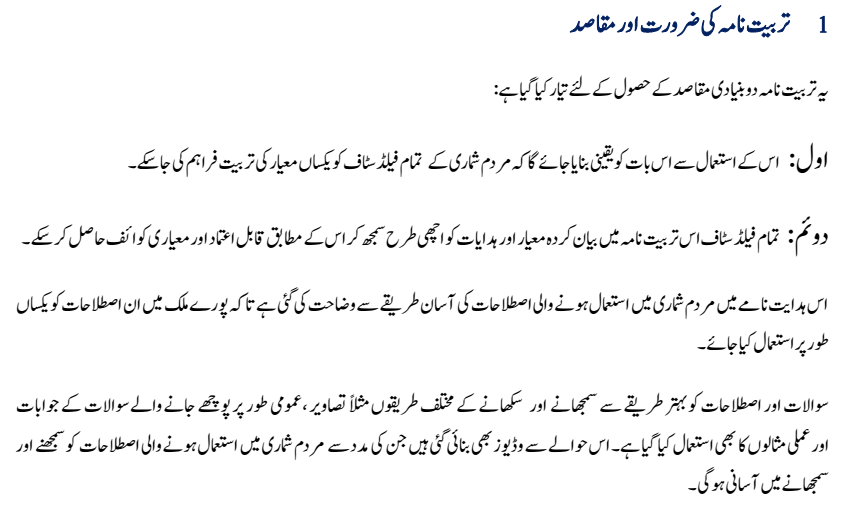 1 تربیت نامہ کی ضرورت اور مقاصد
یہ تربیت نامہ دو بنیادی مقاصد کے حصول کے لئے تیار کیا گیا ہے:
اول: اس کے استعمال سے اس بات کو یقینی بنایا جائے گا کہ مردم شماری کے تمام فیلڈ سٹاف کو یکساں معیار کی تربیت فراہم کی جا سکے۔
دوئم: تمام فیلڈ سٹاف اس تربیت نامہ میں بیان کردہ معیار اور ہدایات کو اچھی طرح سمجھ کر اس کے مطابق قابل اعتماد اور معیاری کوائف حاصل کر سکے۔
اس ہدایت نامے میں مردم شماری میں استعمال ہونے والی اصطلاحات کی آسان طریقے سے وضاحت کی گئی ہے تاکہ پورے ملک میں ان اصطلاحات کو یکساں
طور پر استعمال کیا جائے۔
سوالات اور اصطلاحات کو بہتر طریقے سے سمجھانے اور سکھانے کے مختلف طریقوں مثلاً تصاویر ،عمومی طور پر پوچھے جانے والے سوالات کے جوابات
اور عملی مثالوں کا بھی استعمال کیا گیا ہے۔ اس حوالے سے وڈیوز بھی بنائی گئی ہیں جن کی مدد سے مردم شماری میں استعمال ہونے والی اصطلاحات کو سمجھنے اور
سمجھانے میں آسانی ہو گی۔